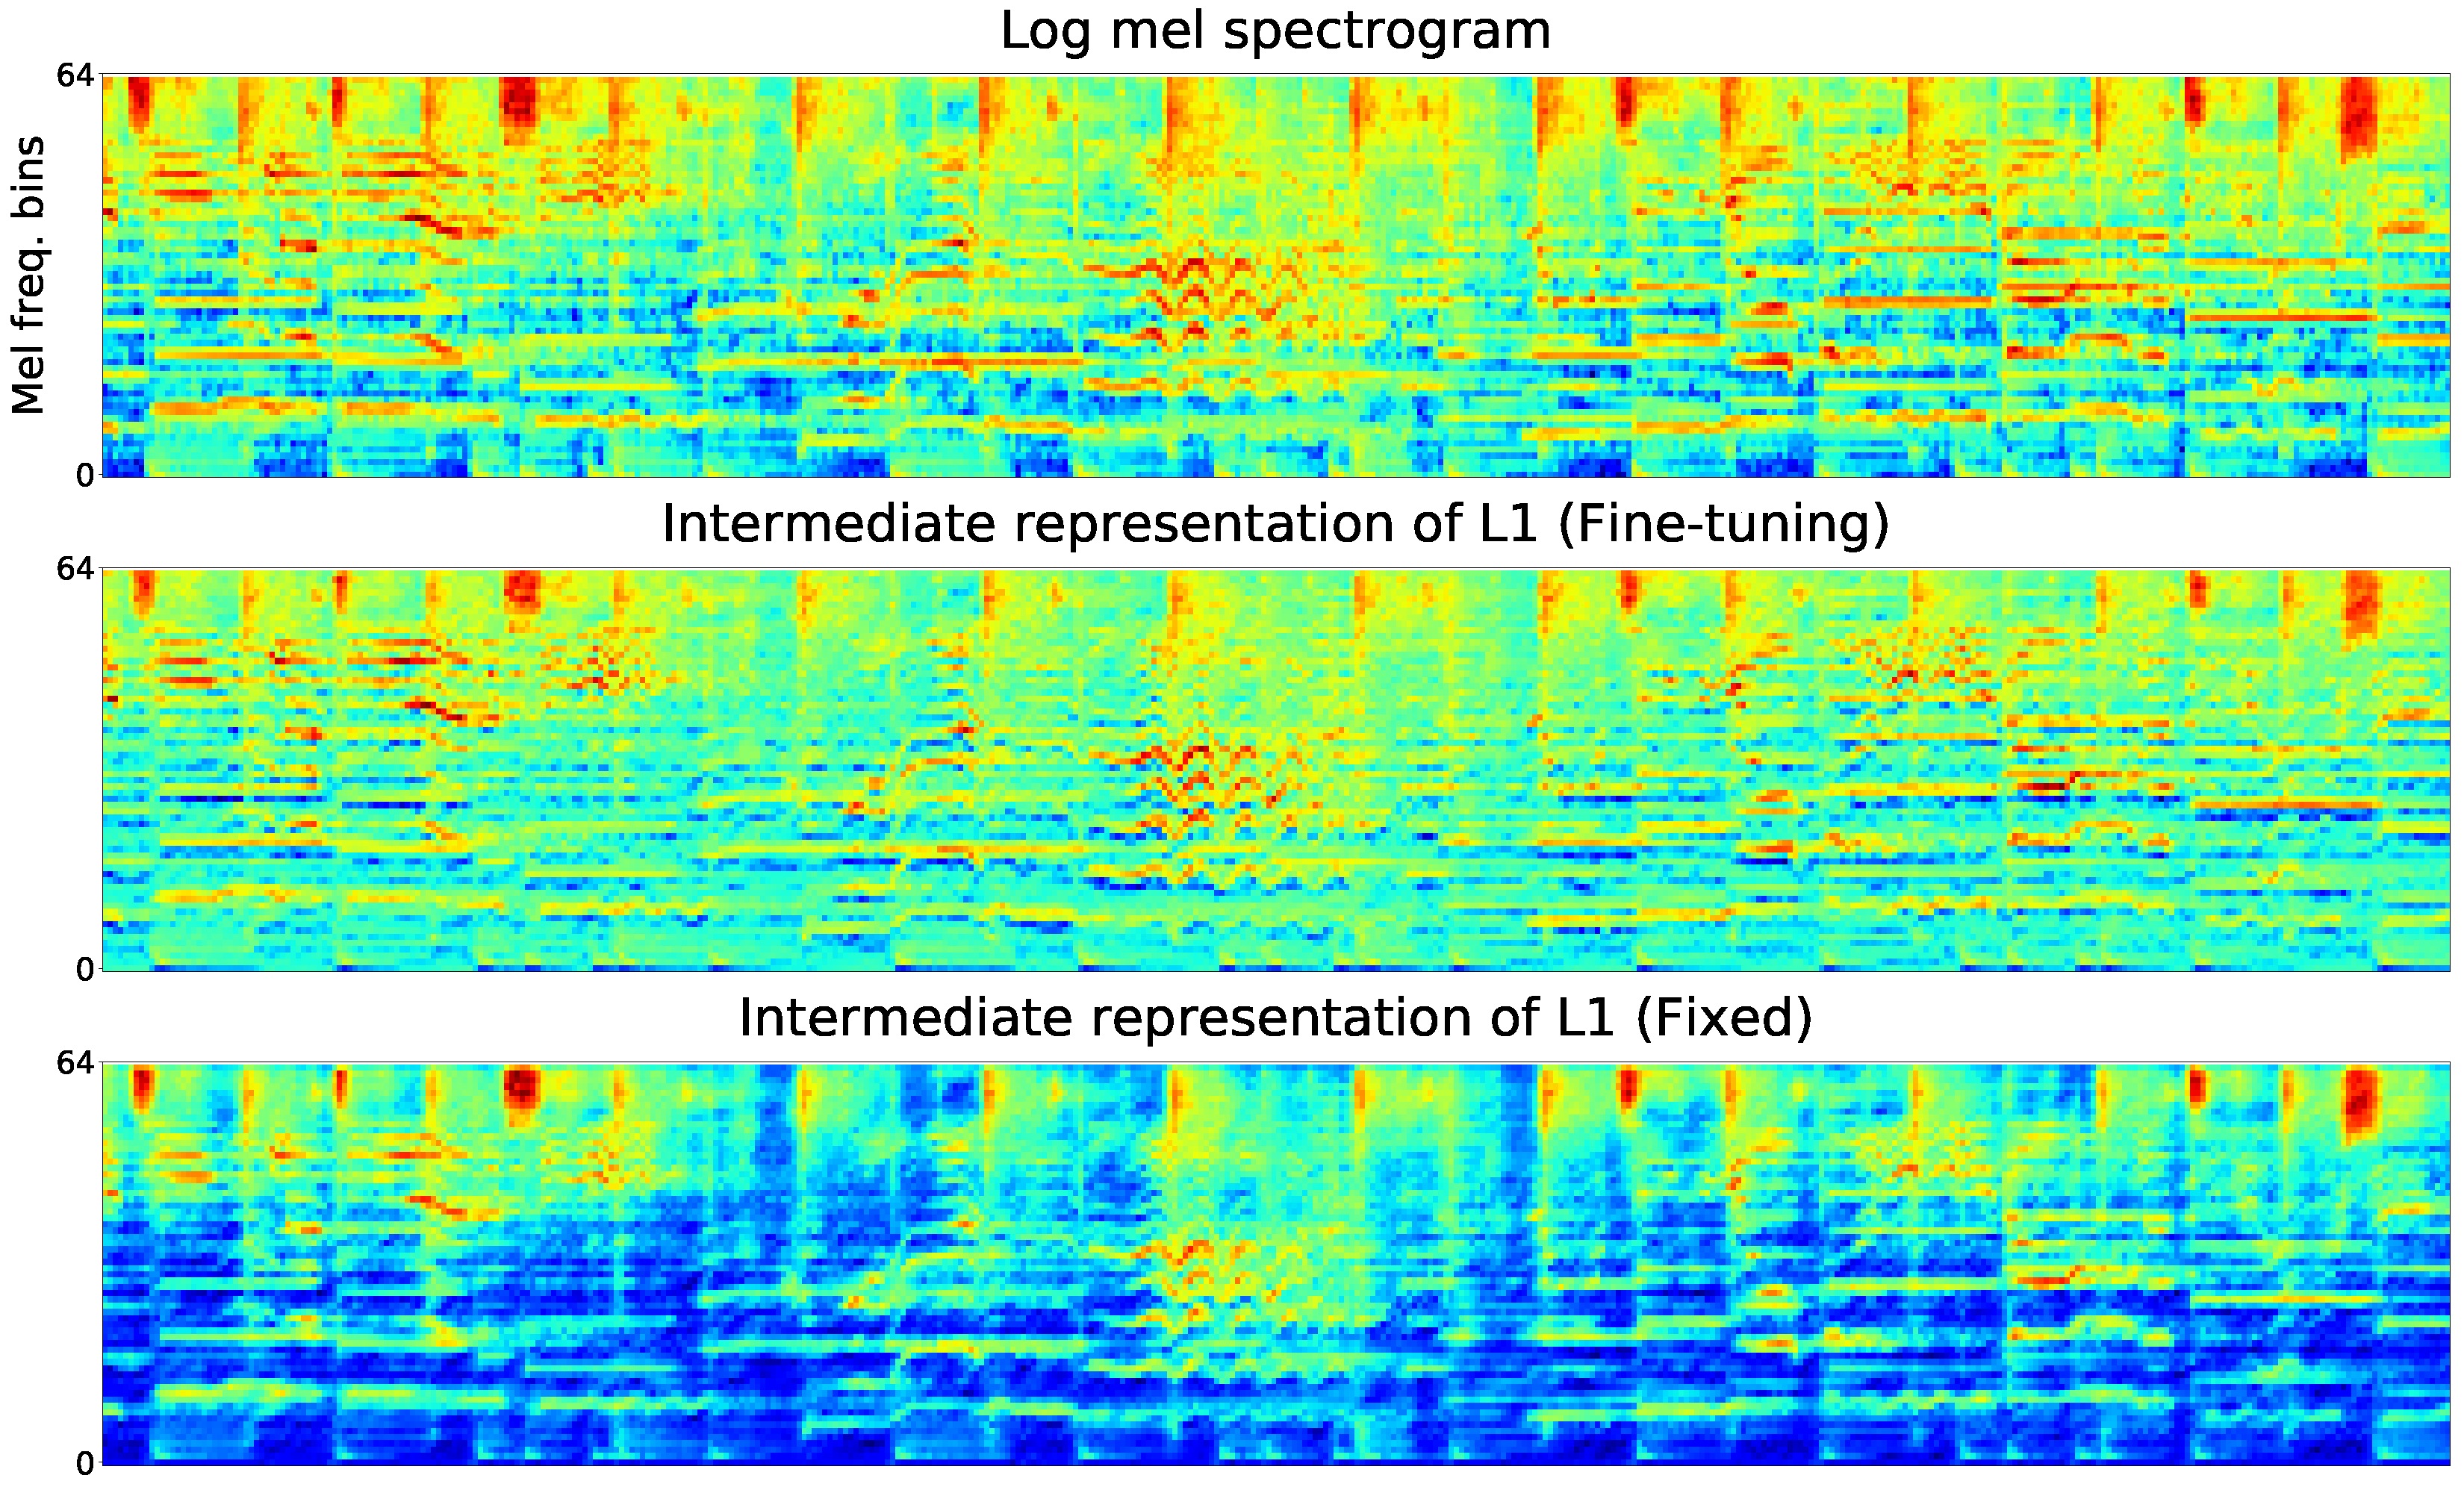 Log mel spectrogram
64
Mel freq. bins
0
Intermediate representation of L1 (Fine-tuning)
64
0
Intermediate representation of L1 (Fixed)
64
0